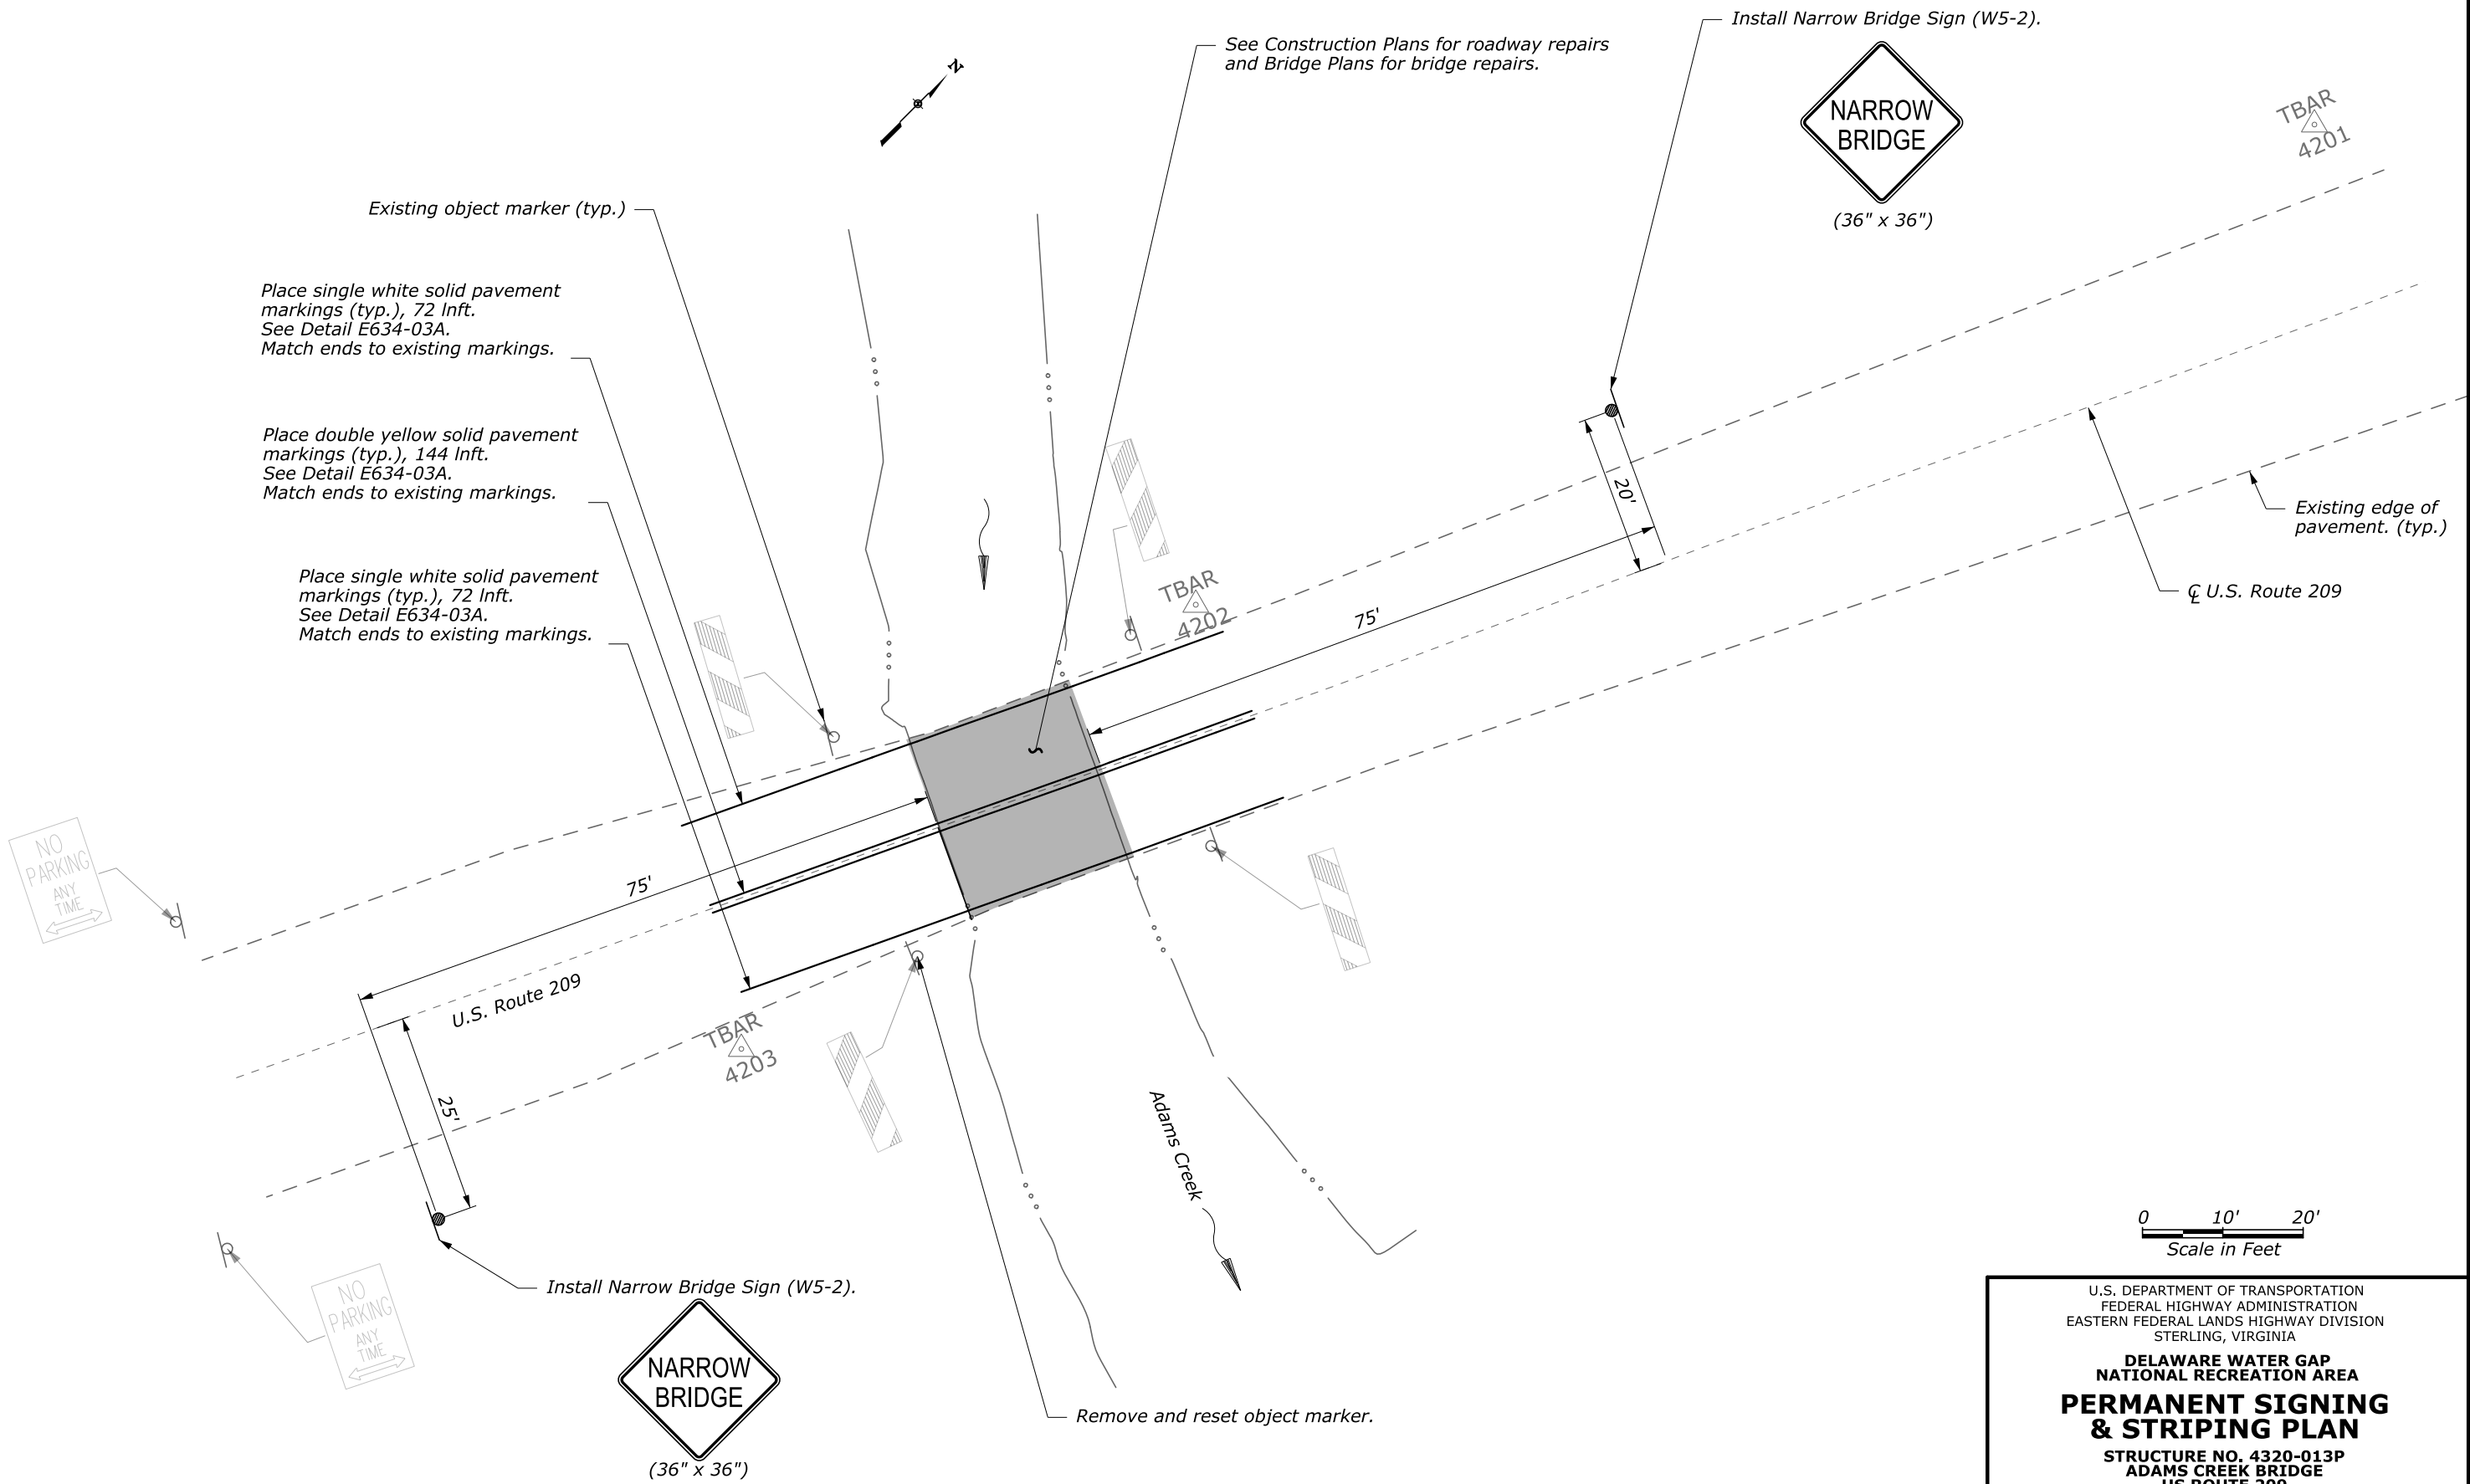 Install Narrow Bridge Sign (W5-2).
See Construction Plans for roadway repairs
and Bridge Plans for bridge repairs.
N
NARROW
BRIDGE
(36" x 36")
TBAR
4201
Existing object marker (typ.)
Place single white solid pavement
markings (typ.), 72 lnft.
See Detail E634-03A.
Match ends to existing markings.
Place double yellow solid pavement
markings (typ.), 144 lnft.
See Detail E634-03A.
Match ends to existing markings.
Place single white solid pavement
markings (typ.), 72 lnft.
See Detail E634-03A.
Match ends to existing markings.
20'
Existing edge of
pavement. (typ.)
℄ U.S. Route 209
TBAR
4202
75'
NO
PARKING
ANY
TIME
75'
U.S. Route 209
TBAR
4203
25'
Adams Creek
Install Narrow Bridge Sign (W5-2).
NO
PARKING
ANY
TIME
NARROW
BRIDGE
(36" x 36")
Remove and reset object marker.
0 10' 20'
Scale in Feet
U.S. DEPARTMENT OF TRANSPORTATION
FEDERAL HIGHWAY ADMINISTRATION
EASTERN FEDERAL LANDS HIGHWAY DIVISION
STERLING, VIRGINIA
DELAWARE WATER GAP
NATIONAL RECREATION AREA
PERMANENT SIGNING
& STRIPING PLAN
STRUCTURE NO. 4320-013P
ADAMS CREEK BRIDGE
US ROUTE 209